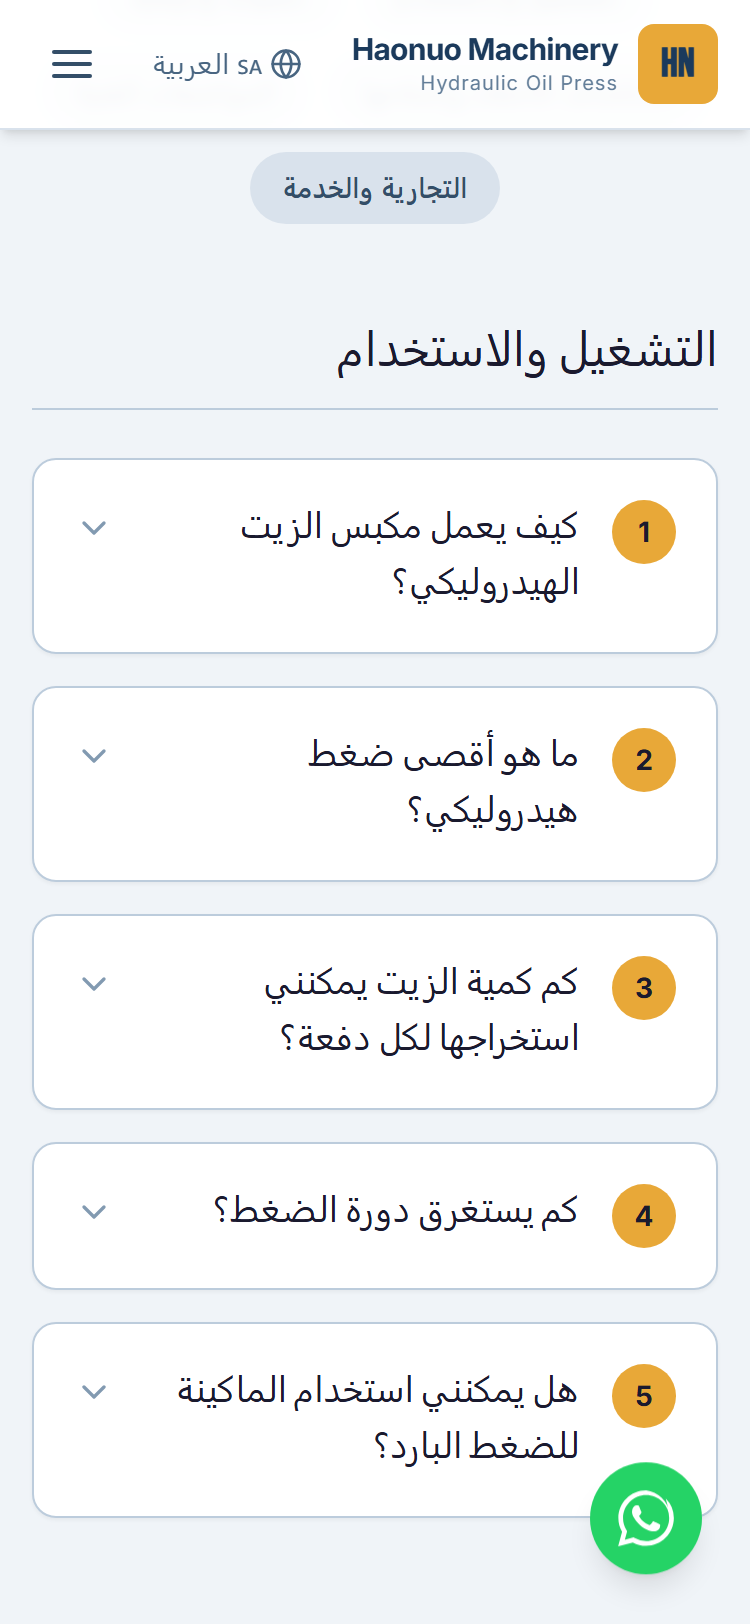 HN
Haonuo Machinery
Hydraulic Oil Press
SA العربية
التجارية والخدمة
التشغيل والاستخدام
1
كيف يعمل مكبس الزيت
الهيدروليكي؟
2
ما هو أقصى ضغط
هيدروليكي؟
3
كم كمية الزيت يمكنني
استخراجها لكل دفعة؟
4
كم يستغرق دورة الضغط؟
5
هل يمكنني استخدام الماكينة
للضغط البارد؟